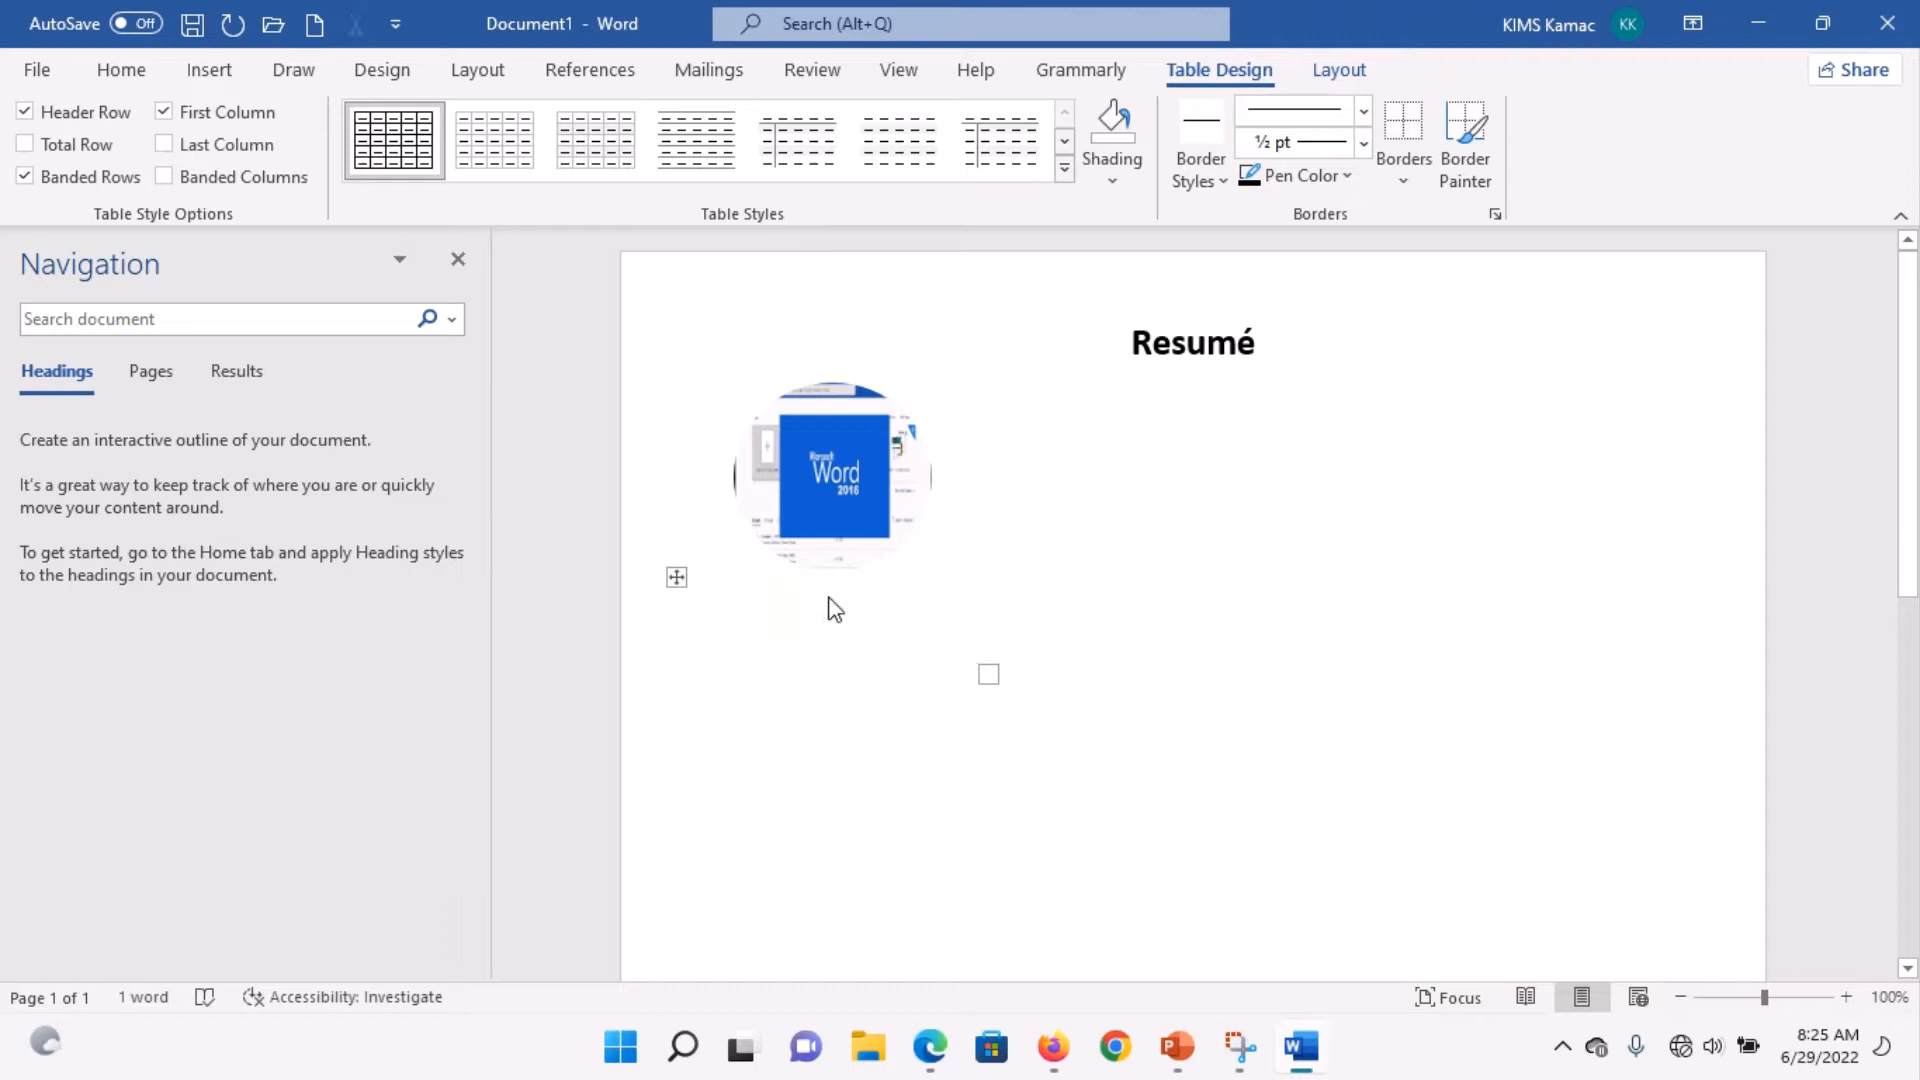 AutoSave Off Document1 - Word Search (Alt+Q) KIMS Kamac KK
File Home Insert Draw Design Layout References Mailings Review View Help Grammarly Table Design Layout Share
Header Row First Column
Total Row Last Column
Banded Rows Banded Columns
Table Style Options
Table Styles
Shading
Border Styles
½ pt
Pen Color
Borders
Border Painter
Borders
Navigation
Search document
Headings Pages Results
Create an interactive outline of your document.
It's a great way to keep track of where you are or quickly
move your content around.
To get started, go to the Home tab and apply Heading styles
to the headings in your document.
Resumé
Microsoft
Word
2016
Page 1 of 1 1 word Accessibility: Investigate Focus 100%
8:25 AM
6/29/2022